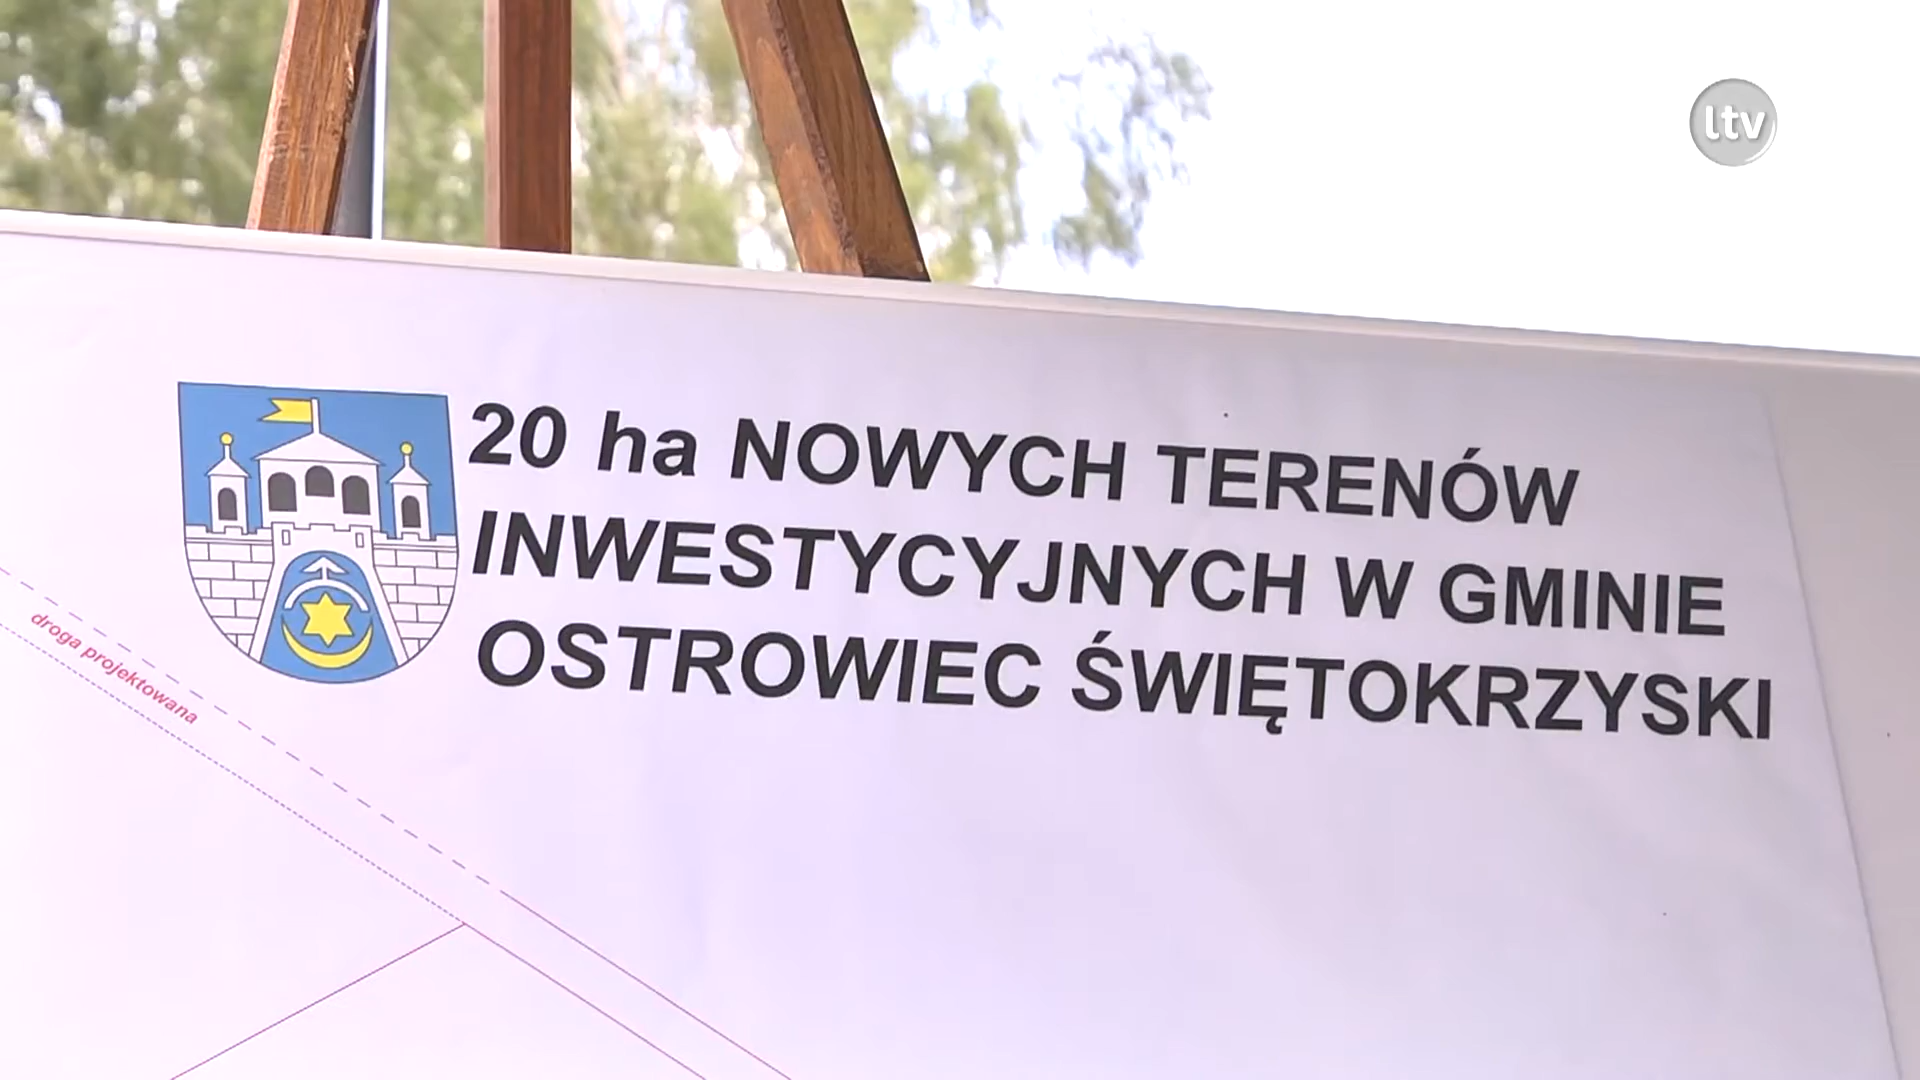 ltv
20 ha NOWYCH TERENÓW
INWESTYCYJNYCH W GMINIE
OSTROWIEC ŚWIĘTOKRZYSKI
droga projektowana